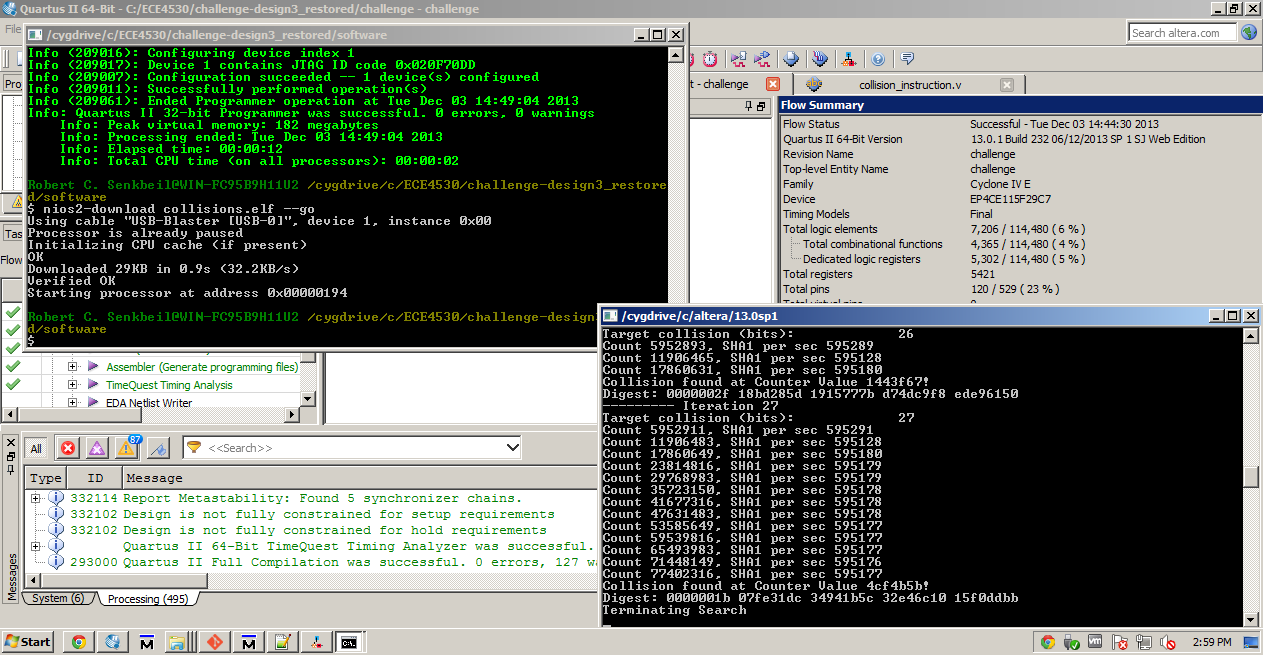 Quartus II 64-Bit - C:/ECE4530/challenge-design3_restored/challenge - challenge
File
Search altera.com
/cygdrive/c/ECE4530/challenge-design3_restored/software
Info (209016): Configuring device index 1
Info (209017): Device 1 contains JTAG ID code 0x020F70DD
Info (209007): Configuration succeeded -- 1 device(s) configured
Info (209011): Successfully performed operation(s)
Info (209061): Ended Programmer operation at Tue Dec 03 14:49:04 2013
Info: Quartus II 32-bit Programmer was successful. 0 errors, 0 warnings
Info: Peak virtual memory: 182 megabytes
Info: Processing ended: Tue Dec 03 14:49:04 2013
Info: Elapsed time: 00:00:12
Info: Total CPU time (on all processors): 00:00:02
Robert C. Senkbeil@WIN-FC95B9H11U2 /cygdrive/c/ECE4530/challenge-design3_restore
d/software
$ nios2-download collisions.elf --go
Using cable "USB-Blaster [USB-0]", device 1, instance 0x00
Processor is already paused
Initializing CPU cache (if present)
OK
Downloaded 29KB in 0.9s (32.2KB/s)
Verified OK
Starting processor at address 0x00000194
Robert C. Senkbeil@WIN-FC95B9H11U2 /cygdrive/c/ECE4530/challenge-design3
d/software
$
Pro
Tas
Flow
Assembler (Generate programming files)
TimeQuest Timing Analysis
EDA Netlist Writer
t - challenge
collision_instruction.v
Flow Summary
Flow Status Successful - Tue Dec 03 14:44:30 2013
Quartus II 64-Bit Version 13.0.1 Build 232 06/12/2013 SP 1 SJ Web Edition
Revision Name challenge
Top-level Entity Name challenge
Family Cyclone IV E
Device EP4CE115F29C7
Timing Models Final
Total logic elements 7,206 / 114,480 ( 6 % )
Total combinational functions 4,365 / 114,480 ( 4 % )
Dedicated logic registers 5,302 / 114,480 ( 5 % )
Total registers 5421
Total pins 120 / 529 ( 23 % )
/cygdrive/c/altera/13.0sp1
Target collision (bits): 26
Count 5952893, SHA1 per sec 595289
Count 11906465, SHA1 per sec 595128
Count 17860631, SHA1 per sec 595180
Collision found at Counter Value 1443f67!
Digest: 0000002f 18bd285d 1915777b d74dc9f8 ede96150
--------- Iteration 27
Target collision (bits): 27
Count 5952911, SHA1 per sec 595291
Count 11906483, SHA1 per sec 595128
Count 17860649, SHA1 per sec 595180
Count 23814816, SHA1 per sec 595179
Count 29768983, SHA1 per sec 595179
Count 35723150, SHA1 per sec 595178
Count 41677316, SHA1 per sec 595178
Count 47631483, SHA1 per sec 595178
Count 53585649, SHA1 per sec 595177
Count 59539816, SHA1 per sec 595177
Count 65493983, SHA1 per sec 595177
Count 71448149, SHA1 per sec 595176
Count 77402316, SHA1 per sec 595177
Collision found at Counter Value 4cf4b5b!
Digest: 0000001b 07fe31dc 34941b5c 32e46c10 15f0ddbb
Terminating Search
All
87
<<Search>>
Type ID Message
332114 Report Metastability: Found 5 synchronizer chains.
332102 Design is not fully constrained for setup requirements
332102 Design is not fully constrained for hold requirements
Quartus II 64-Bit TimeQuest Timing Analyzer was successful.
293000 Quartus II Full Compilation was successful. 0 errors, 127 wa
Messages
System (6)
Processing (495)
Start
2:59 PM